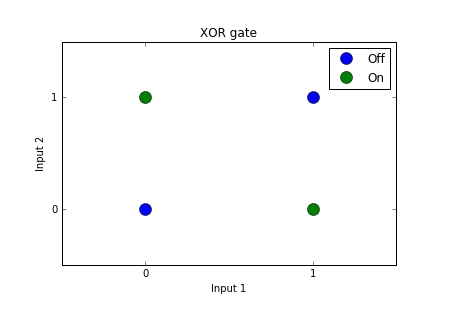 XOR gate
Off
On
1
Input 2
0
0 1
Input 1